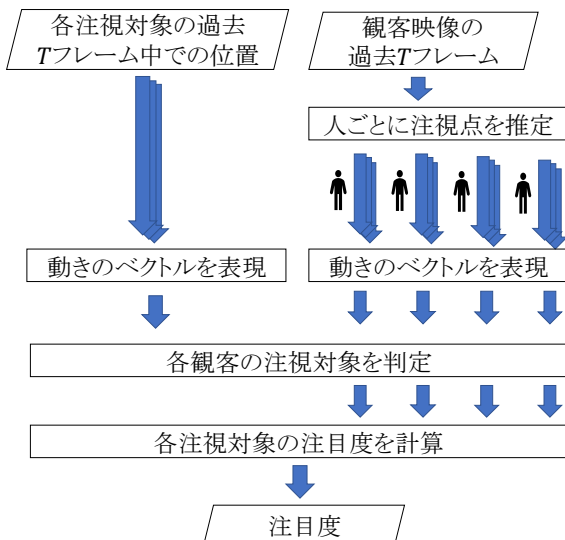 各注視対象の過去
Tフレーム中での位置
観客映像の
過去Tフレーム
人ごとに注視点を推定
動きのベクトルを表現
動きのベクトルを表現
各観客の注視対象を判定
各注視対象の注目度を計算
注目度